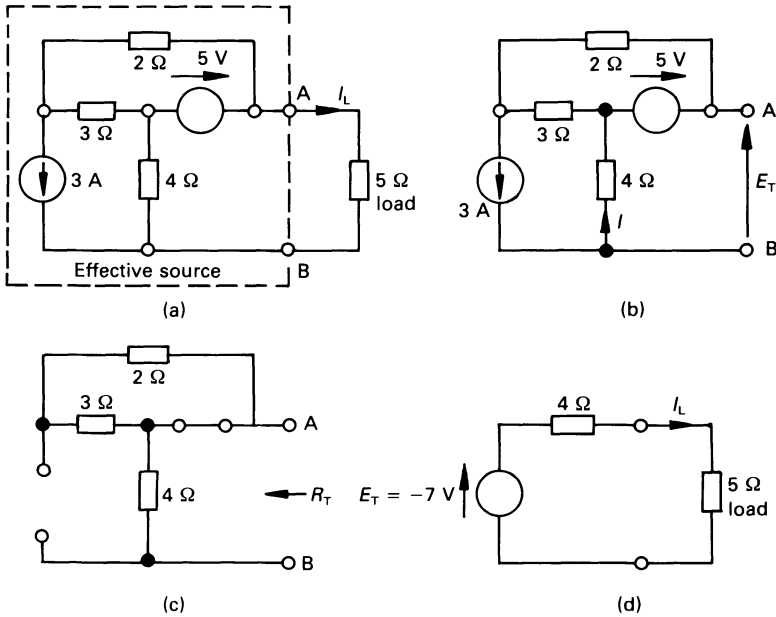 2 Ω
5 V
A
I_L
3 Ω
3 A
4 Ω
5 Ω
load
Effective source
B
(a)
2 Ω
5 V
A
3 Ω
4 Ω
3 A
I
E_T
B
(b)
2 Ω
3 Ω
A
4 Ω
R_T
B
(c)
4 Ω
I_L
E_T = −7 V
5 Ω
load
(d)